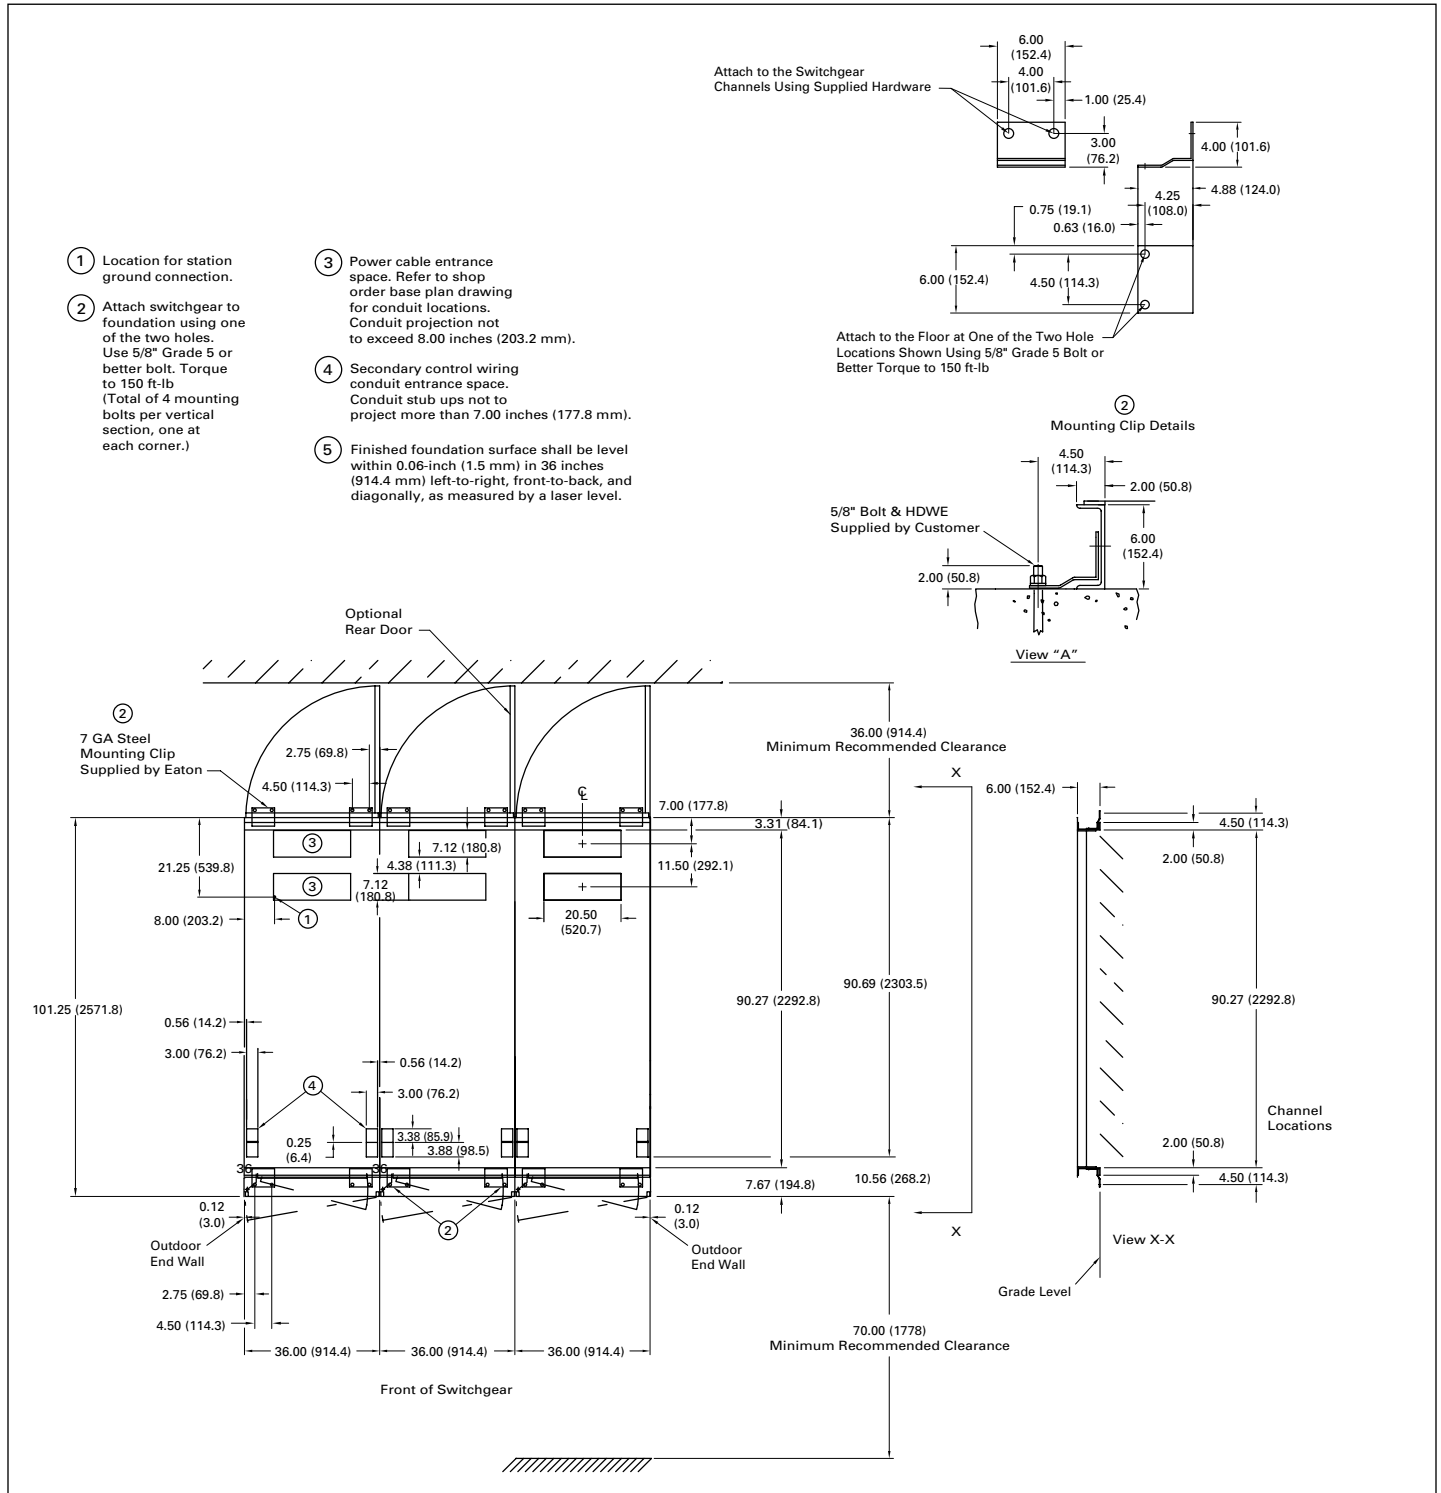 6.00
(152.4)
Attach to the Switchgear
Channels Using Supplied Hardware
4.00
(101.6)
1.00 (25.4)
3.00
(76.2)
4.00 (101.6)
4.88 (124.0)
4.25
(108.0)
0.75 (19.1)
0.63 (16.0)
6.00 (152.4)
4.50 (114.3)
Attach to the Floor at One of the Two Hole
Locations Shown Using 5/8" Grade 5 Bolt or
Better Torque to 150 ft-lb
1 Location for station
ground connection.
2 Attach switchgear to
foundation using one
of the two holes.
Use 5/8" Grade 5 or
better bolt. Torque
to 150 ft-lb
(Total of 4 mounting
bolts per vertical
section, one at
each corner.)
3 Power cable entrance
space. Refer to shop
order base plan drawing
for conduit locations.
Conduit projection not
to exceed 8.00 inches (203.2 mm).
4 Secondary control wiring
conduit entrance space.
Conduit stub ups not to
project more than 7.00 inches (177.8 mm).
5 Finished foundation surface shall be level
within 0.06-inch (1.5 mm) in 36 inches
(914.4 mm) left-to-right, front-to-back, and
diagonally, as measured by a laser level.
2
Mounting Clip Details
4.50
(114.3)
2.00 (50.8)
5/8" Bolt & HDWE
Supplied by Customer
6.00
(152.4)
2.00 (50.8)
View “A”
Optional
Rear Door
2
7 GA Steel
Mounting Clip
Supplied by Eaton
2.75 (69.8)
4.50 (114.3)
36.00 (914.4)
Minimum Recommended Clearance
X
℄
7.00 (177.8)
3.31 (84.1)
6.00 (152.4)
4.50 (114.3)
2.00 (50.8)
21.25 (539.8)
3
7.12 (180.8)
4.38 (111.3)
11.50 (292.1)
3
7.12
(180.8)
8.00 (203.2)
1
20.50
(520.7)
101.25 (2571.8)
90.27 (2292.8)
90.69 (2303.5)
90.27 (2292.8)
0.56 (14.2)
3.00 (76.2)
0.56 (14.2)
4
3.00 (76.2)
Channel
Locations
0.25
(6.4)
3.38 (85.9)
3.88 (98.5)
2.00 (50.8)
36
36
7.67 (194.8)
10.56 (268.2)
4.50 (114.3)
0.12
(3.0)
2
0.12
(3.0)
X
View X-X
Outdoor
End Wall
Outdoor
End Wall
Grade Level
2.75 (69.8)
4.50 (114.3)
70.00 (1778)
Minimum Recommended Clearance
36.00 (914.4)
36.00 (914.4)
36.00 (914.4)
Front of Switchgear